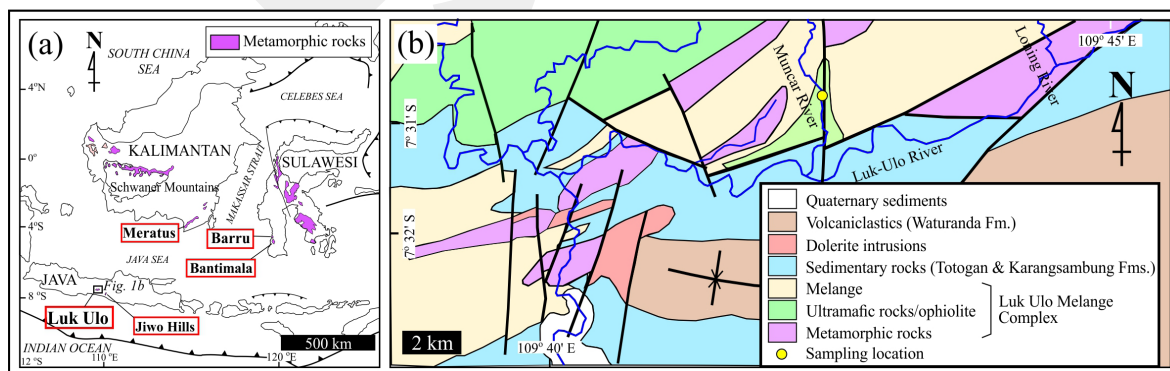 (a)
N
SOUTH CHINA
SEA
Metamorphic rocks
4°N
CELEBES SEA
KALIMANTAN
0°
SULAWESI
Schwaner Mountains
MAKASSAR STRAIT
4°S
Meratus
Barru
JAVA SEA
Bantimala
JAVA
Fig. 1b
8°S
Luk Ulo
Jiwo Hills
500 km
INDIAN OCEAN
12°S
110 °E
120 °E
(b)
109° 45' E
Muncar River
Loning River
N
7° 31' S
Luk-Ulo River
7° 32' S
Quaternary sediments
Volcaniclastics (Waturanda Fm.)
Dolerite intrusions
Sedimentary rocks (Totogan & Karangsambung Fms.)
Melange
Ultramafic rocks/ophiolite
Luk Ulo Melange
Complex
Metamorphic rocks
Sampling location
2 km
109° 40' E